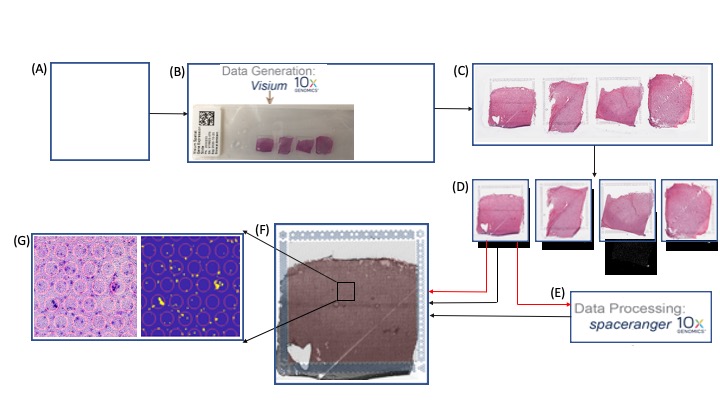 (A)
(B)
Data Generation:
Visium 10x
GENOMICS
(C)
(D)
(E)
Data Processing:
spaceranger 10x
GENOMICS
(F)
(G)